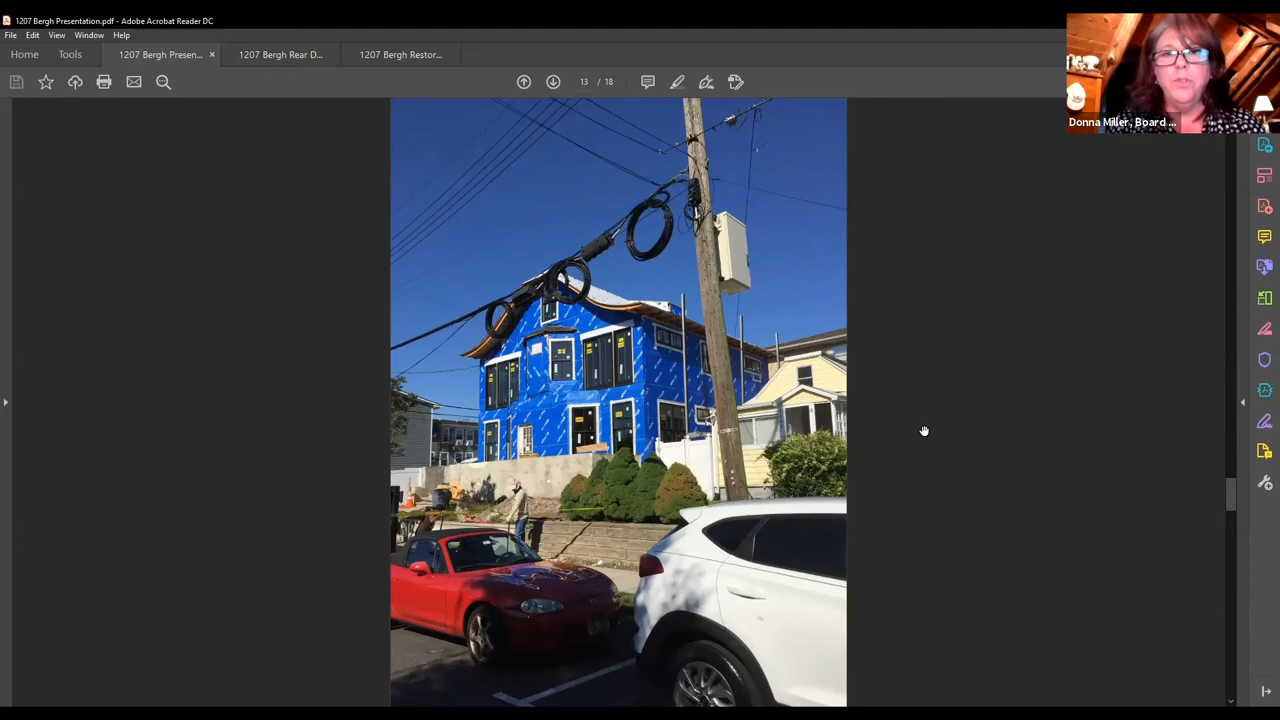 1207 Bergh Presentation.pdf - Adobe Acrobat Reader DC
File Edit View Window Help
Home Tools 1207 Bergh Presen... × 1207 Bergh Rear D... 1207 Bergh Restor...
13 / 18
Donna Miller, Board ...